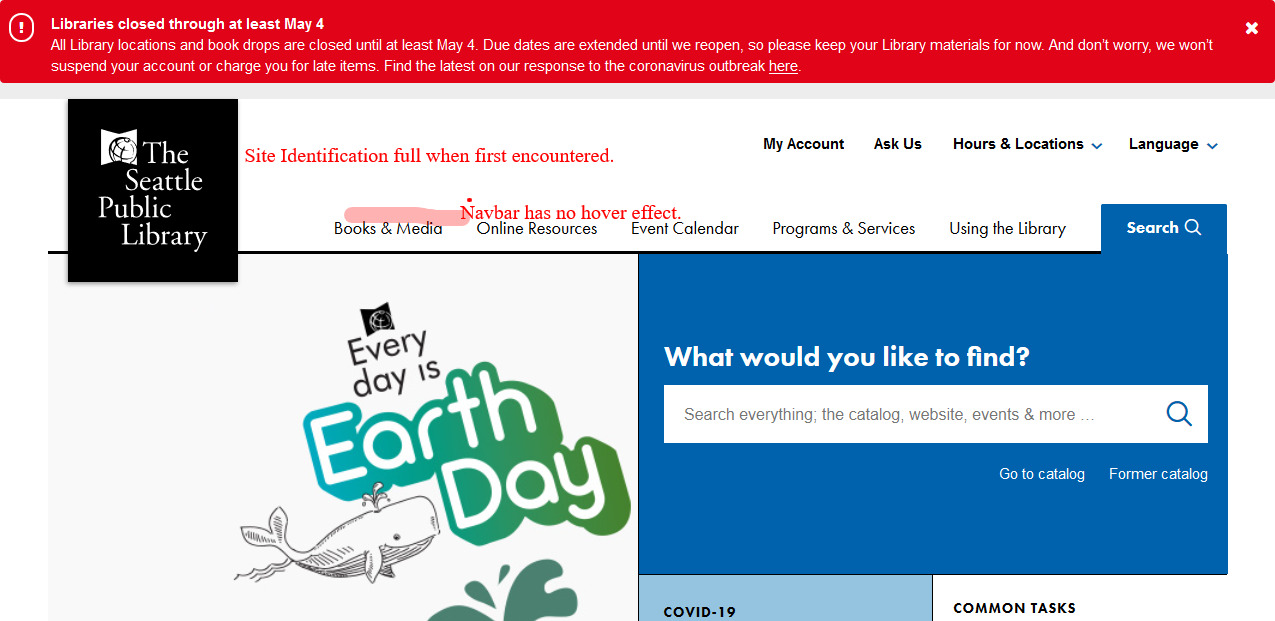 Libraries closed through at least May 4
All Library locations and book drops are closed until at least May 4. Due dates are extended until we reopen, so please keep your Library materials for now. And don’t worry, we won’t
suspend your account or charge you for late items. Find the latest on our response to the coronavirus outbreak here.
The
Seattle
Public
Library
Site Identification full when first encountered.
My Account Ask Us Hours & Locations Language
Navbar has no hover effect.
Books & Media Online Resources Event Calendar Programs & Services Using the Library Search
Every
day is
Earth
Day
What would you like to find?
Search everything; the catalog, website, events & more ...
Go to catalog Former catalog
COVID-19
COMMON TASKS